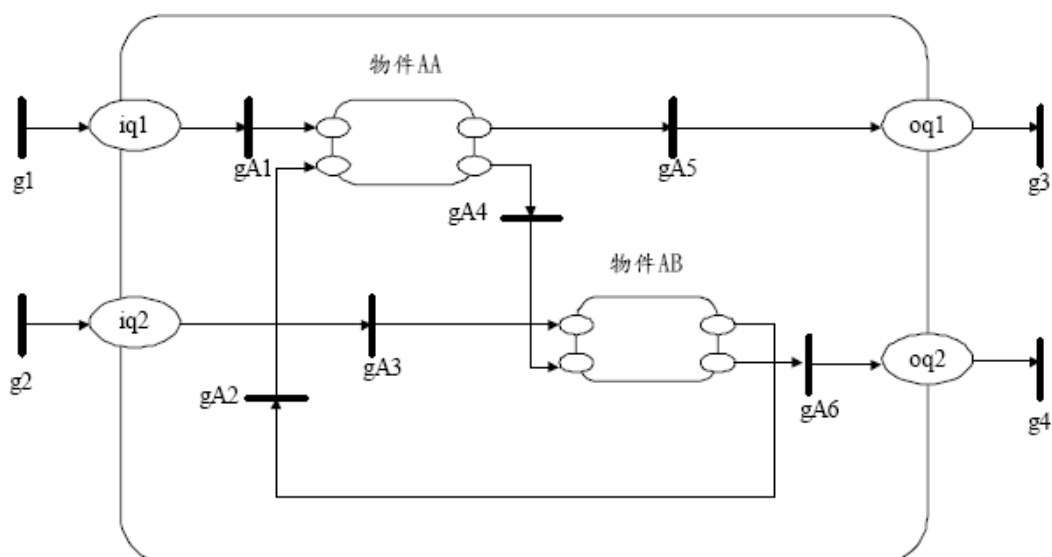 物件AA
iq1
oq1
g1
gA1
gA5
g3
gA4
物件AB
iq2
oq2
g2
gA2
gA3
gA6
g4